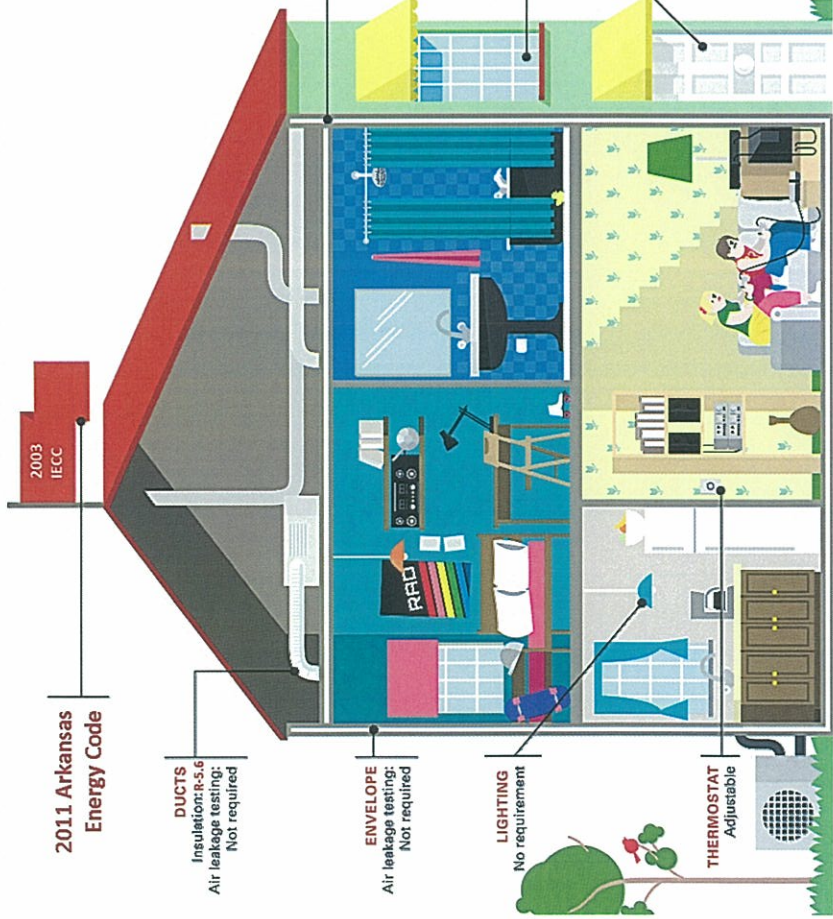 2003
IECC
2011 Arkansas
Energy Code
DUCTS
Insulation: R-5.6
Air leakage testing:
Not required
ENVELOPE
Air leakage testing:
Not required
LIGHTING
No requirement
THERMOSTAT
Adjustable
RAD